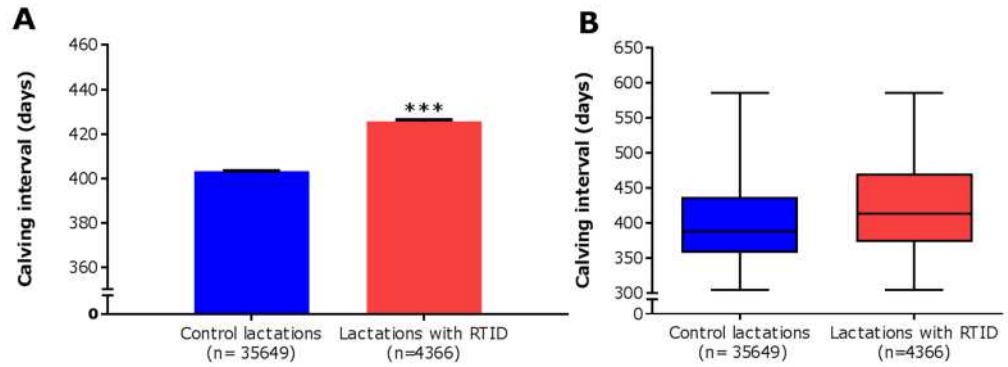 A
Calving interval (days)
460
440
420
400
380
360
0
***
Control lactations
(n= 35649)
Lactations with RTID
(n=4366)
B
Calving interval (days)
650
600
550
500
450
400
350
300
0
Control lactations
(n= 35649)
Lactations with RTID
(n=4366)